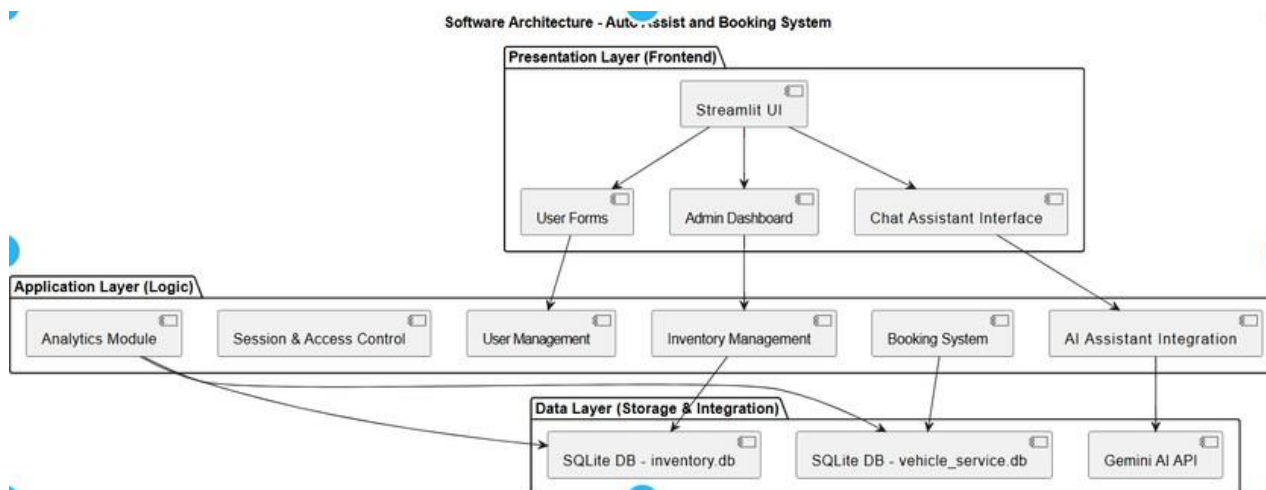 Software Architecture - Auto Assist and Booking System
Presentation Layer (Frontend)
Streamlit UI
User Forms
Admin Dashboard
Chat Assistant Interface
Application Layer (Logic)
Analytics Module
Session & Access Control
User Management
Inventory Management
Booking System
AI Assistant Integration
Data Layer (Storage & Integration)
SQLite DB - inventory.db
SQLite DB - vehicle_service.db
Gemini AI API